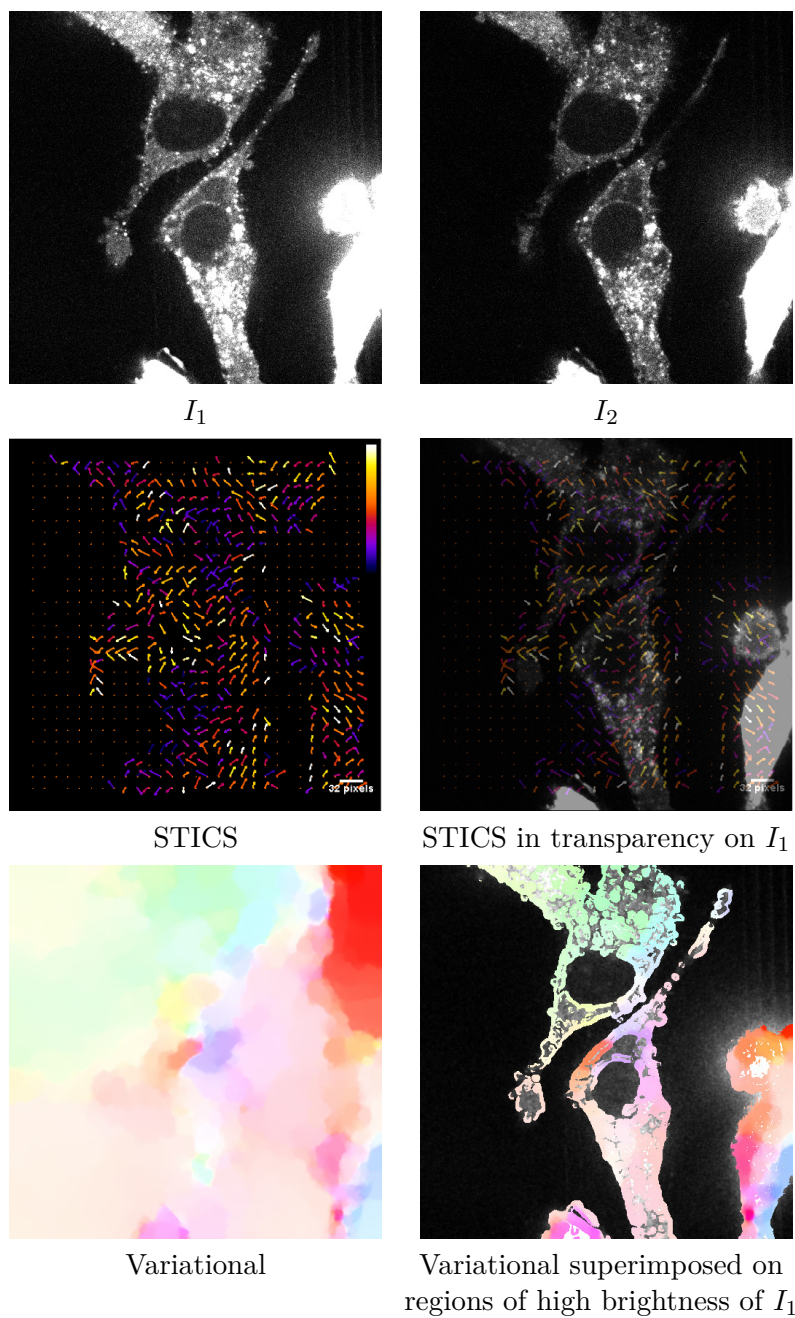 I₁
I₂
32 pixels
32 pixels
STICS
STICS in transparency on I₁
Variational
Variational superimposed on
regions of high brightness of I₁